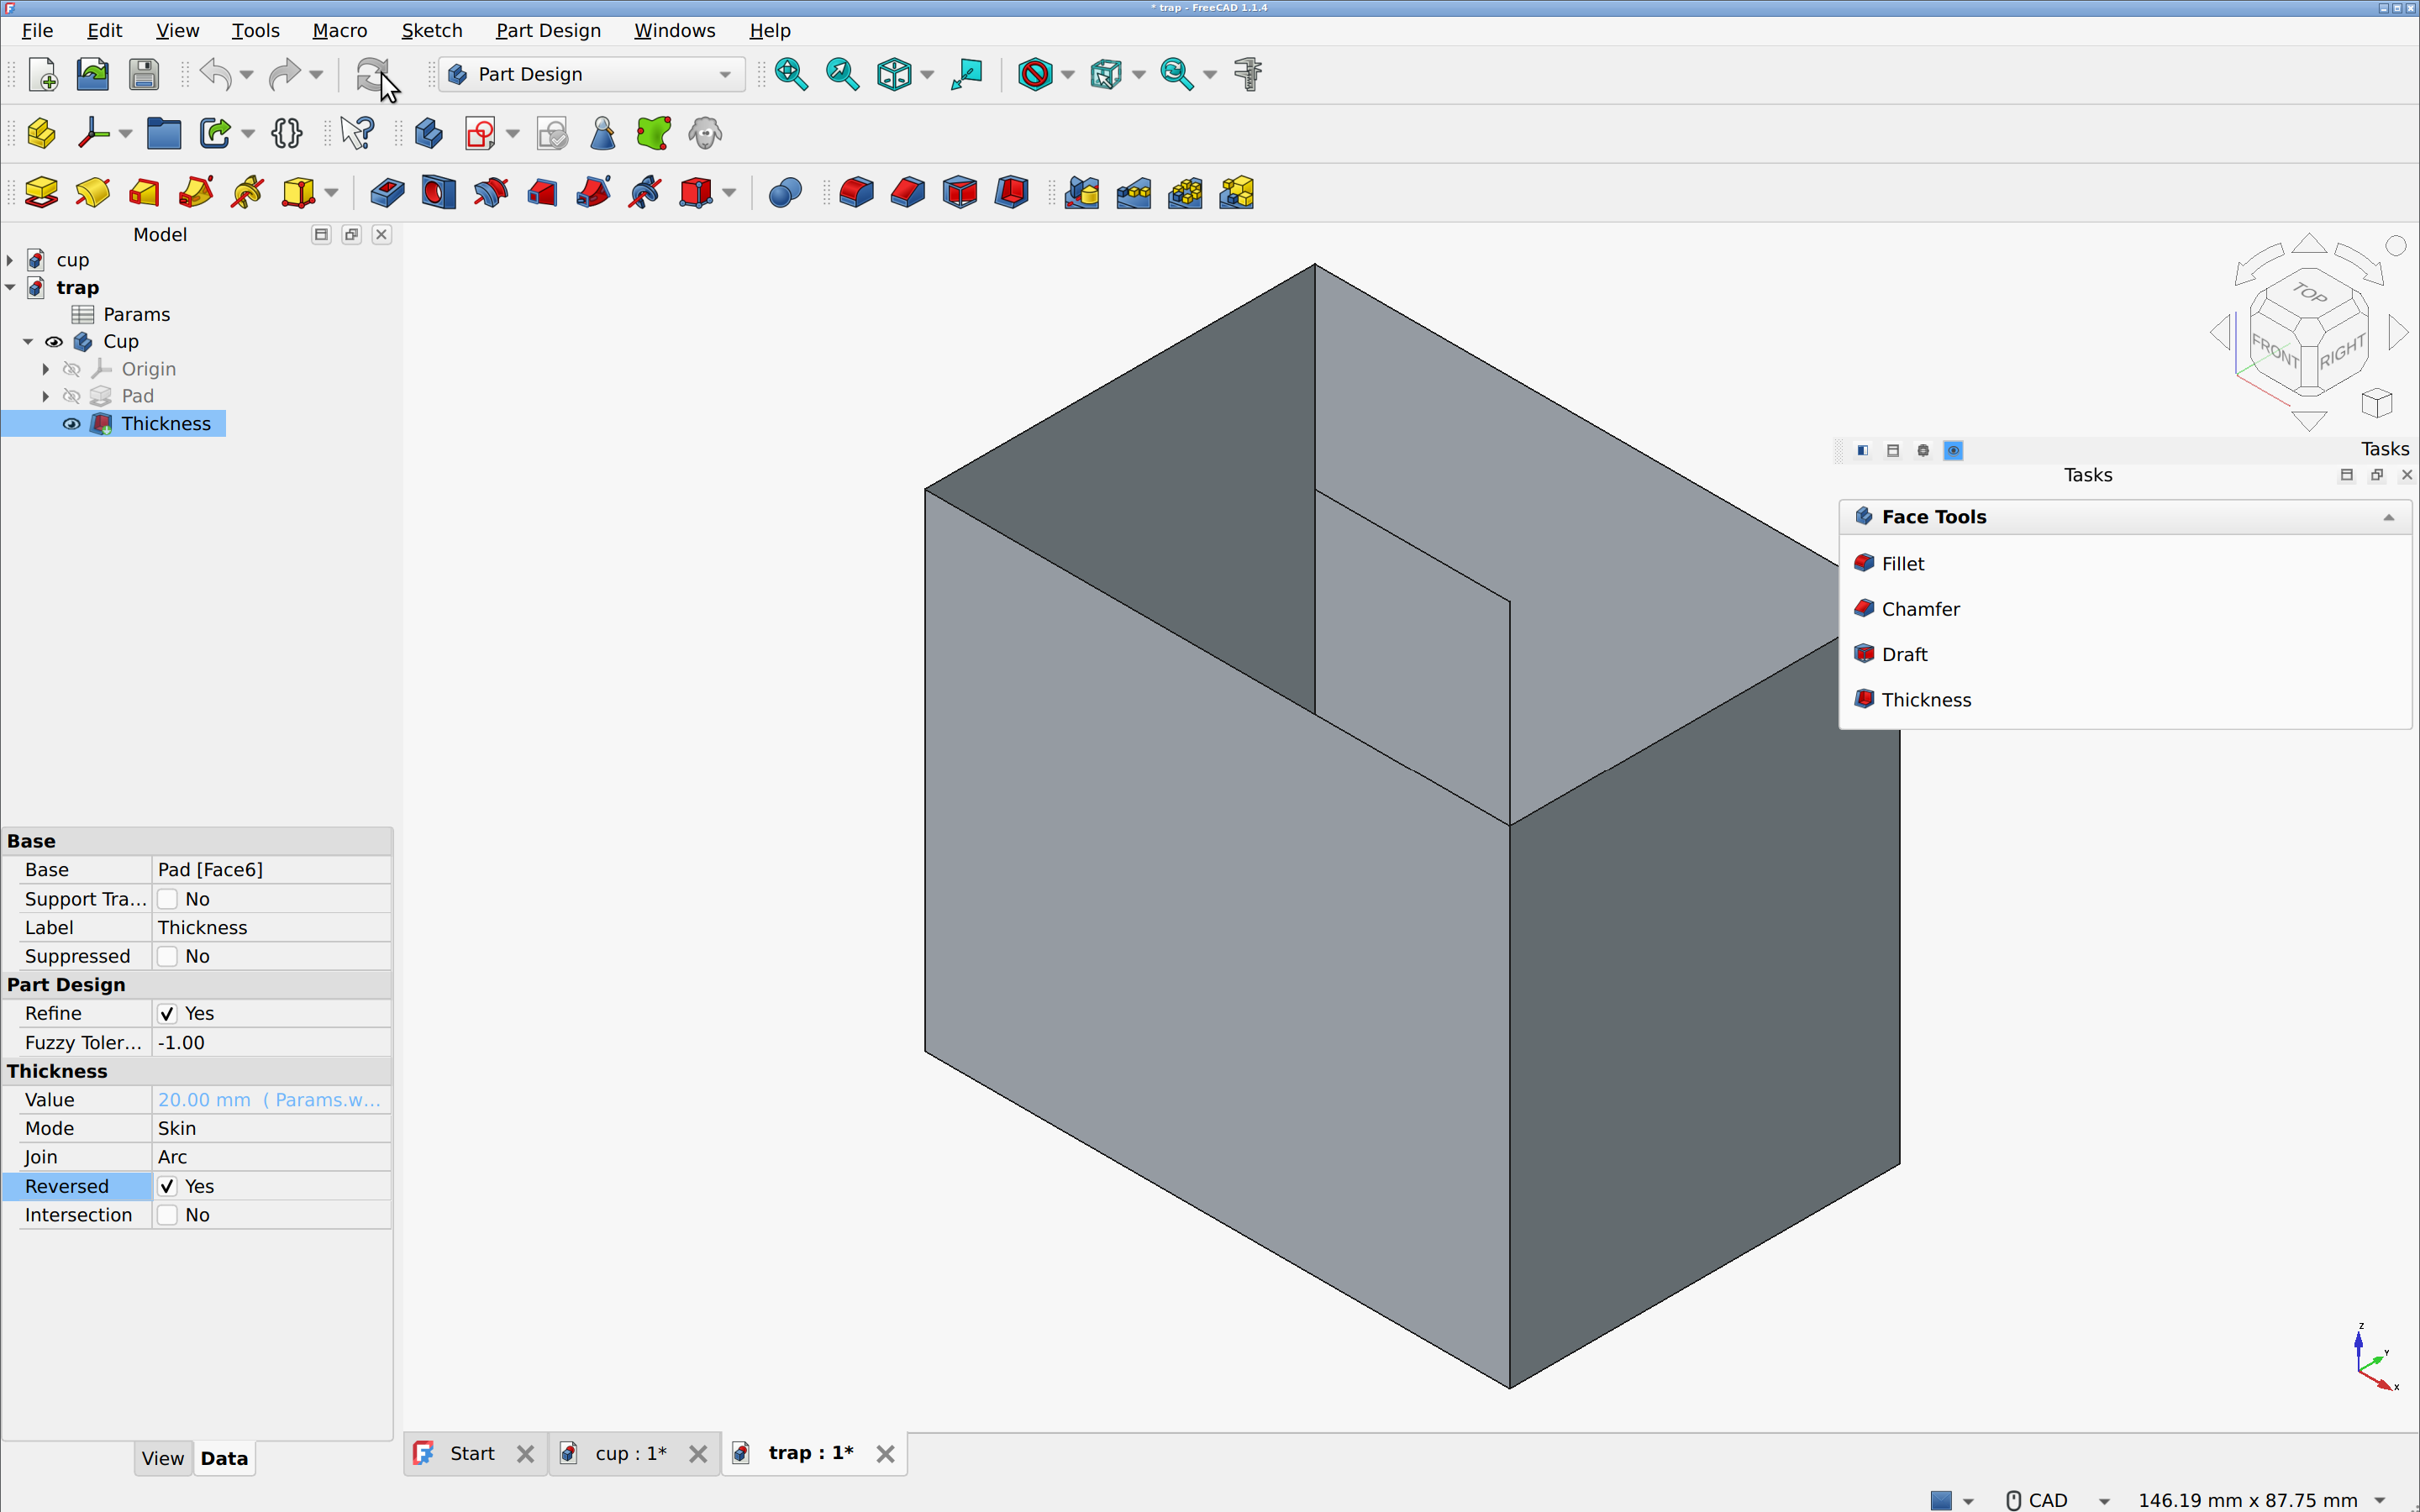 * trap - FreeCAD 1.1.4
File Edit View Tools Macro Sketch Part Design Windows Help
Part Design
Model
cup
trap
Params
Cup
Origin
Pad
Thickness
TOP
FRONT
RIGHT
Tasks
Tasks
Face Tools
Fillet
Chamfer
Draft
Thickness
Base
Base Pad [Face6]
Support Tra... No
Label Thickness
Suppressed No
Part Design
Refine Yes
Fuzzy Toler... -1.00
Thickness
Value 20.00 mm ( Params.w...
Mode Skin
Join Arc
Reversed Yes
Intersection No
Z
Y
X
View Data
Start cup : 1* trap : 1*
CAD 146.19 mm x 87.75 mm